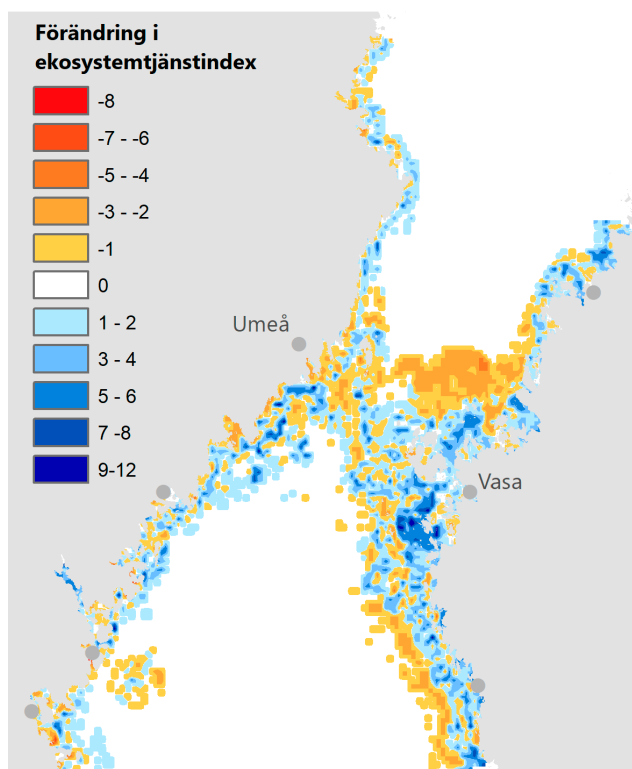 Förändring i
ekosystemtjänstindex
-8
-7 - -6
-5 - -4
-3 - -2
-1
0
1 - 2
3 - 4
5 - 6
7 -8
9-12
Umeå
Vasa